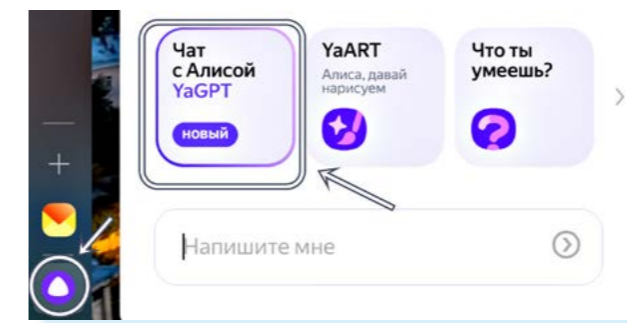 Чат
с Алисой
YaGPT
новый
YaART
Алиса, давай
нарисуем
Что ты
умеешь?
Напишите мне